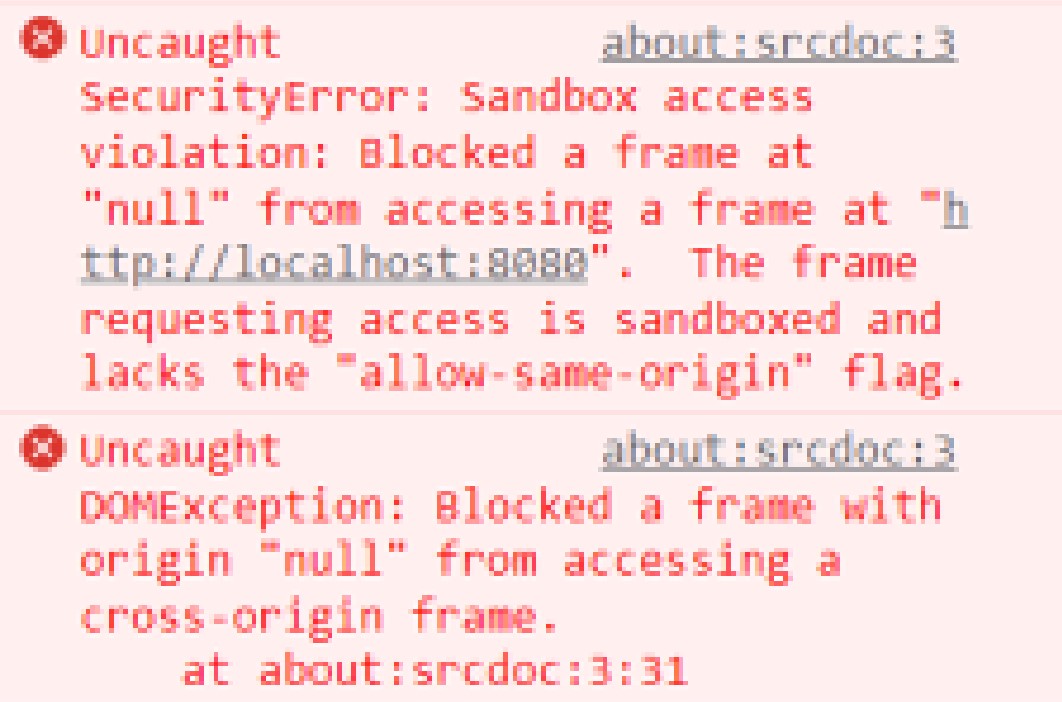 Uncaught about:srcdoc:3
SecurityError: Sandbox access
violation: Blocked a frame at
"null" from accessing a frame at "h
ttp://localhost:8080".  The frame
requesting access is sandboxed and
lacks the "allow-same-origin" flag.
Uncaught about:srcdoc:3
DOMException: Blocked a frame with
origin "null" from accessing a
cross-origin frame.
    at about:srcdoc:3:31